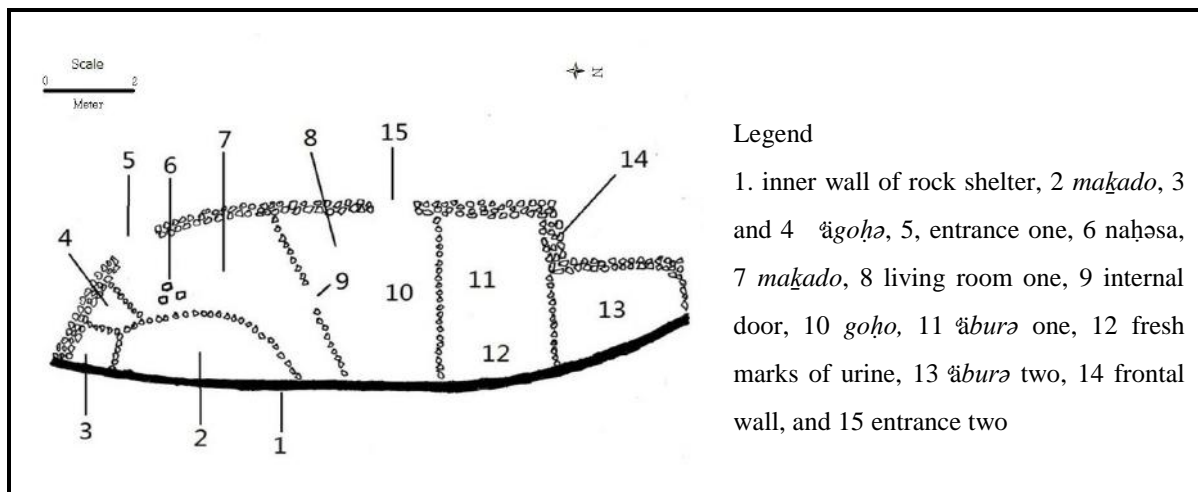 Scale
0 2
Meter
N
5 6 7 8 15 14
4 9 10 11 12 13
3 2 1
Legend
1. inner wall of rock shelter, 2 maḵado, 3
and 4 ʿägoḥə, 5, entrance one, 6 naḥəsa,
7 maḵado, 8 living room one, 9 internal
door, 10 goḥo, 11 ʿäburə one, 12 fresh
marks of urine, 13 ʿäburə two, 14 frontal
wall, and 15 entrance two